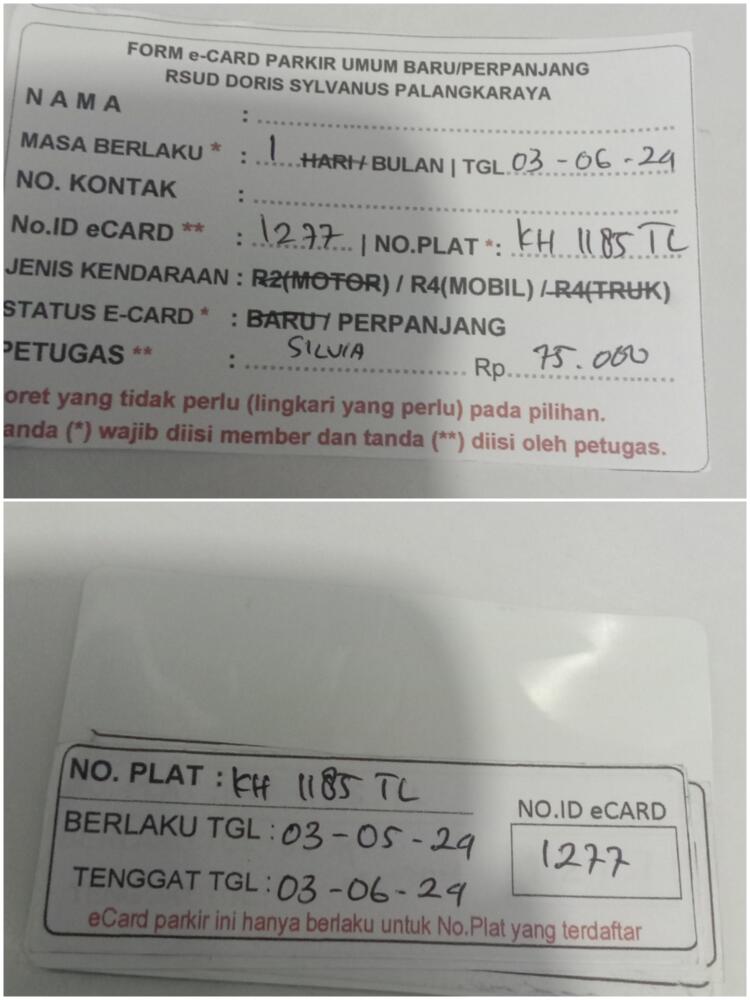 FORM e-CARD PARKIR UMUM BARU/PERPANJANG
RSUD DORIS SYLVANUS PALANGKARAYA
NAMA :
MASA BERLAKU * : 1 HARI / BULAN | TGL 03 - 06 - 24
NO. KONTAK :
No.ID eCARD ** : 1277 | NO.PLAT *: KH 1185 TL
JENIS KENDARAAN : R2(MOTOR) / R4(MOBIL) / R4(TRUK)
STATUS E-CARD * : BARU / PERPANJANG
PETUGAS ** : SILVIA Rp. 75.000
oret yang tidak perlu (lingkari yang perlu) pada pilihan.
anda (*) wajib diisi member dan tanda (**) diisi oleh petugas.
NO. PLAT : KH 1185 TL
BERLAKU TGL : 03 - 05 - 24
TENGGAT TGL : 03 - 06 - 24
NO.ID eCARD
1277
eCard parkir ini hanya berlaku untuk No.Plat yang terdaftar